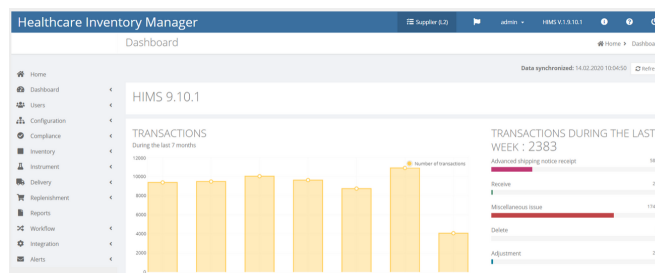 Healthcare Inventory Manager
Supplier (L2)
admin
HIMS V.1.9.10.1
Dashboard
Home
Data synchronized: 14.02.2020 10:04:50
Home
Dashboard
Users
Configuration
Compliance
Inventory
Instrument
Delivery
Replenishment
Reports
Workflow
Integration
Alerts
HIMS 9.10.1
TRANSACTIONS
During the last 7 months
Number of transactions
12000
10000
8000
6000
4000
2000
0
TRANSACTIONS DURING THE LAST
WEEK : 2383
Advanced shipping notice receipt
Receive
Miscellaneous issue
Delete
Adjustment